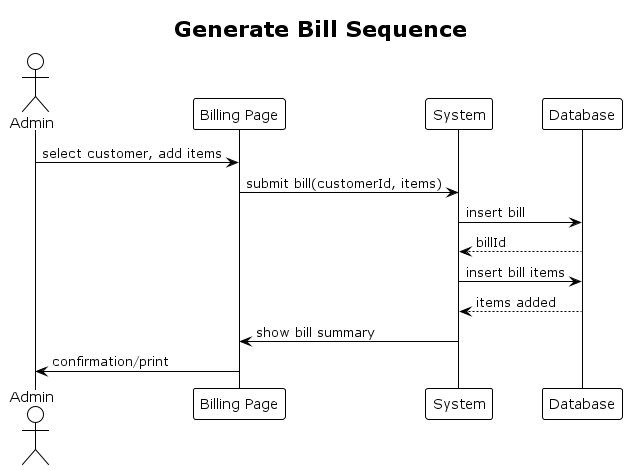 Generate Bill Sequence
Admin
Billing Page
System
Database
select customer, add items
submit bill(customerId, items)
insert bill
billId
insert bill items
items added
show bill summary
confirmation/print
Admin
Billing Page
System
Database